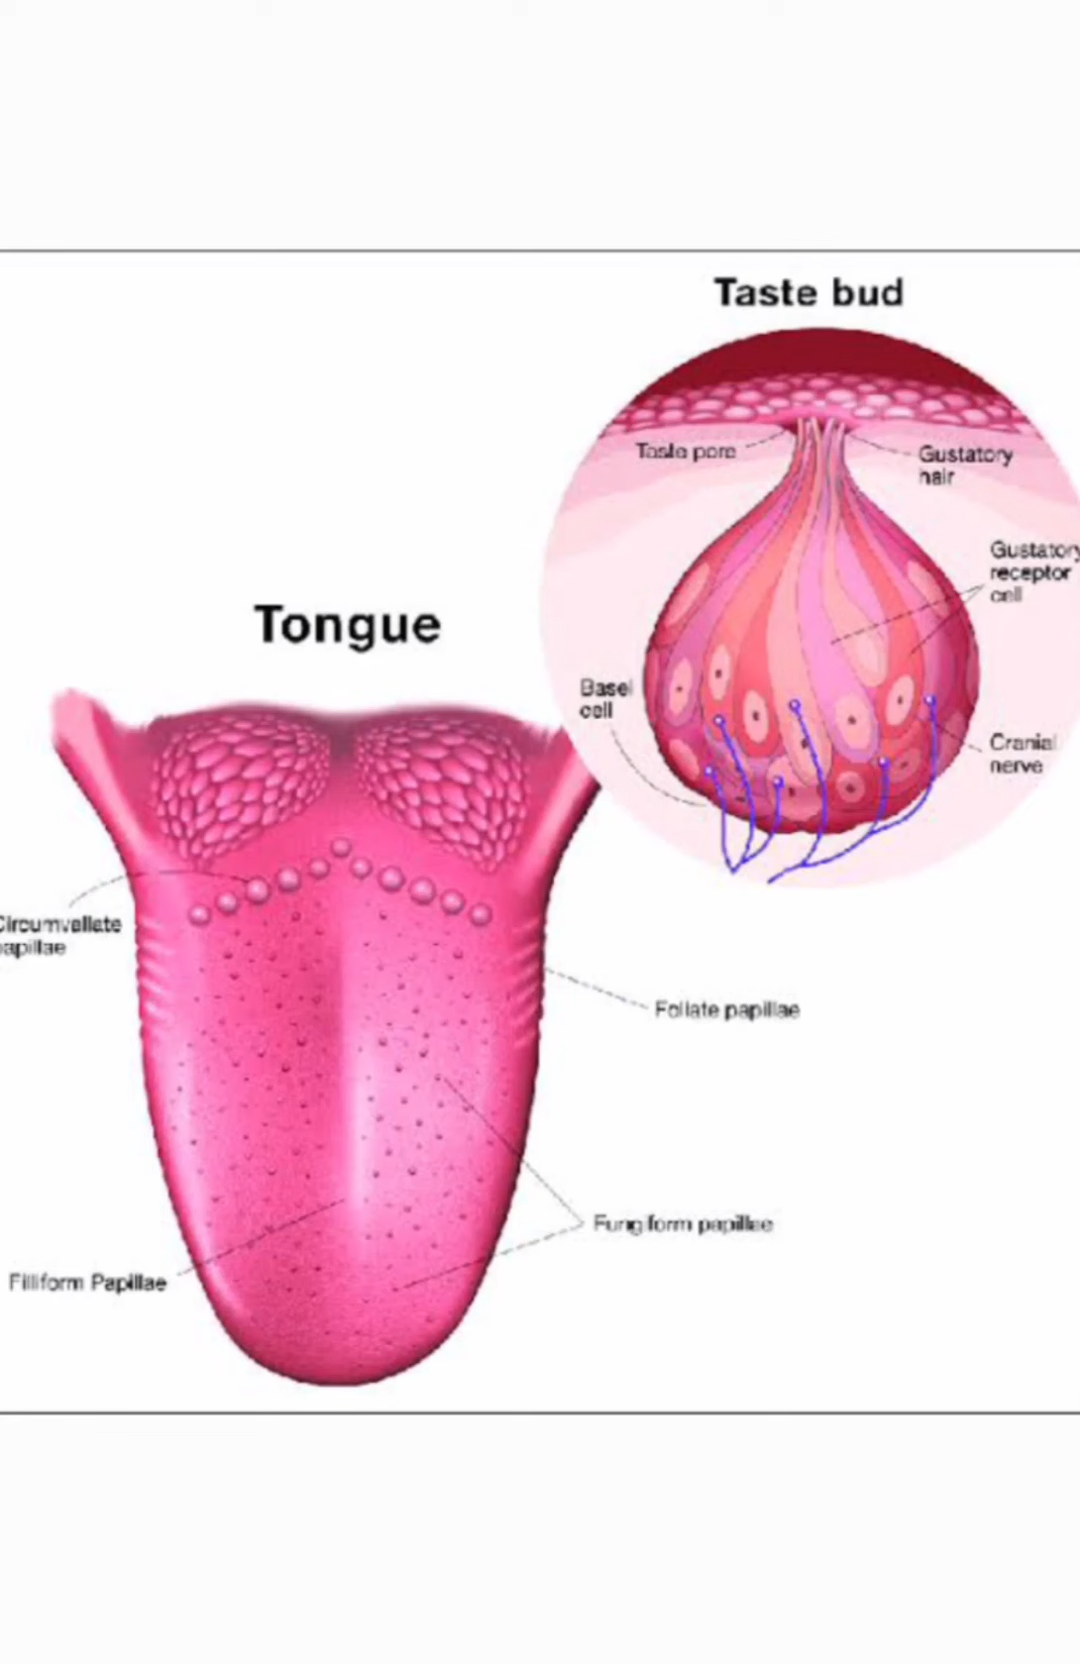 Taste bud
Taste pore
Gustatory
hair
Gustatory
receptor
cell
Basel
cell
Cranial
nerve
Tongue
Circumvallate
papillae
Foliate papillae
Fungiform papillae
Filliform Papillae